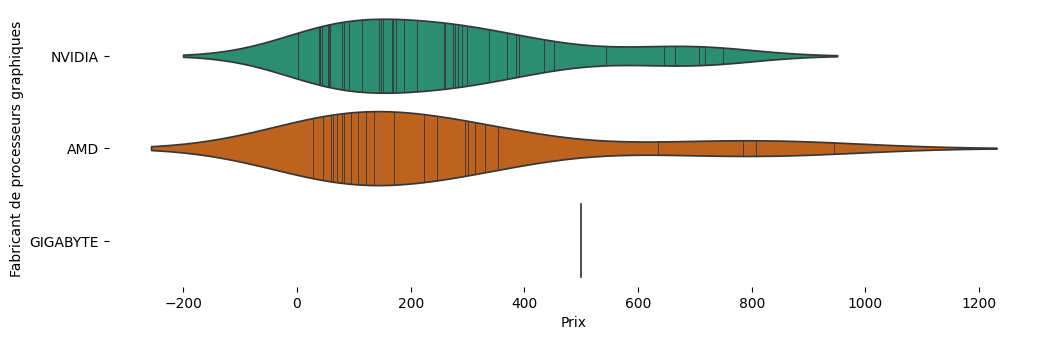 Fabricant de processeurs graphiques
NVIDIA
AMD
GIGABYTE
−200
0
200
400
600
800
1000
1200
Prix